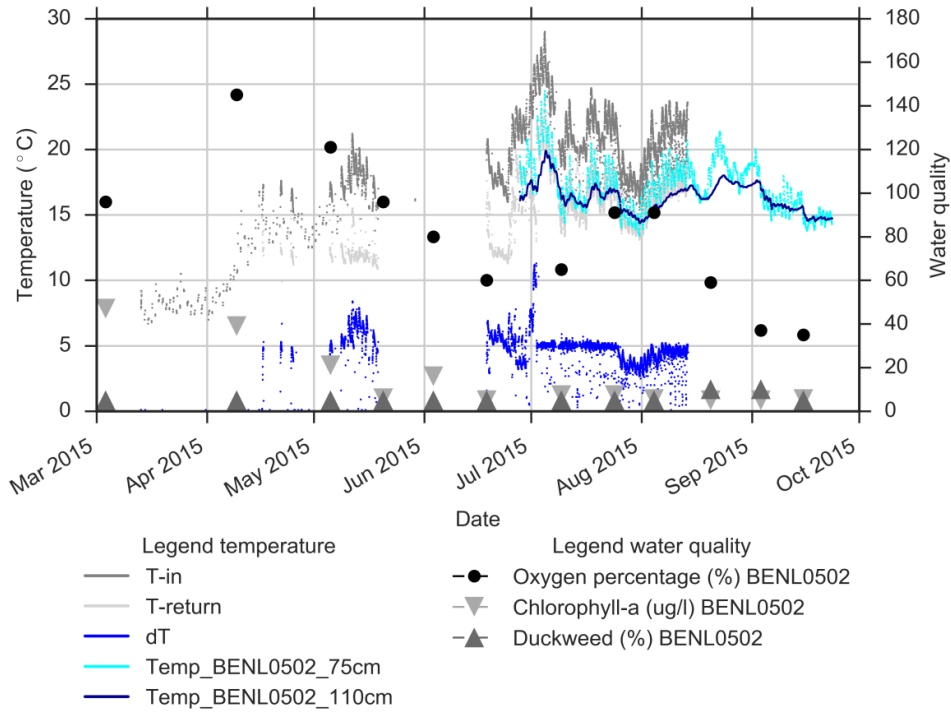 30
25
20
15
10
5
0
Temperature (°C)
180
160
140
120
100
80
60
40
20
0
Water quality
Mar 2015
Apr 2015
May 2015
Jun 2015
Jul 2015
Aug 2015
Sep 2015
Oct 2015
Date
Legend temperature
T-in
T-return
dT
Temp_BENL0502_75cm
Temp_BENL0502_110cm
Legend water quality
Oxygen percentage (%) BENL0502
Chlorophyll-a (ug/l) BENL0502
Duckweed (%) BENL0502